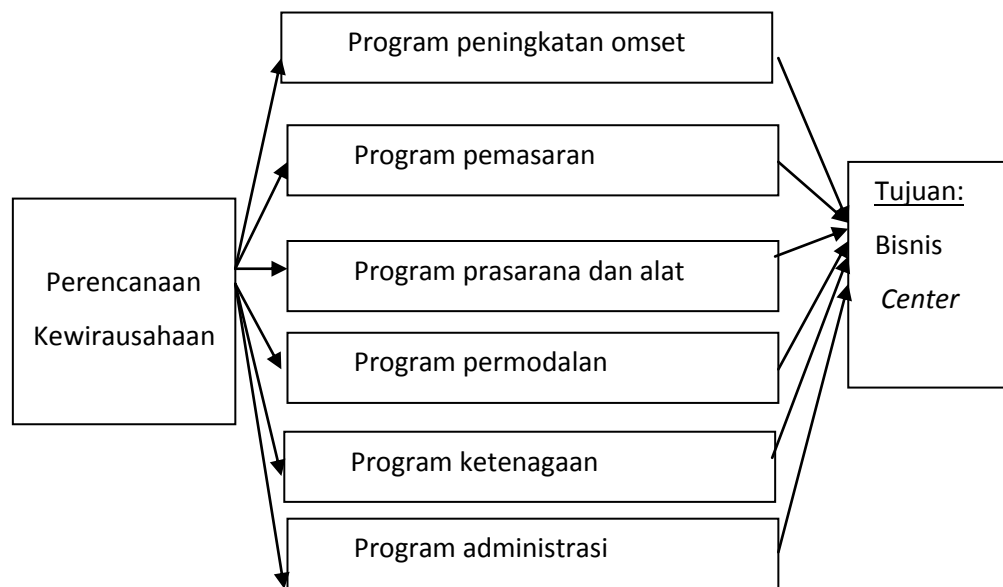 Perencanaan
Kewirausahaan
Program peningkatan omset
Program pemasaran
Program prasarana dan alat
Program permodalan
Program ketenagaan
Program administrasi
Tujuan:
Bisnis
Center